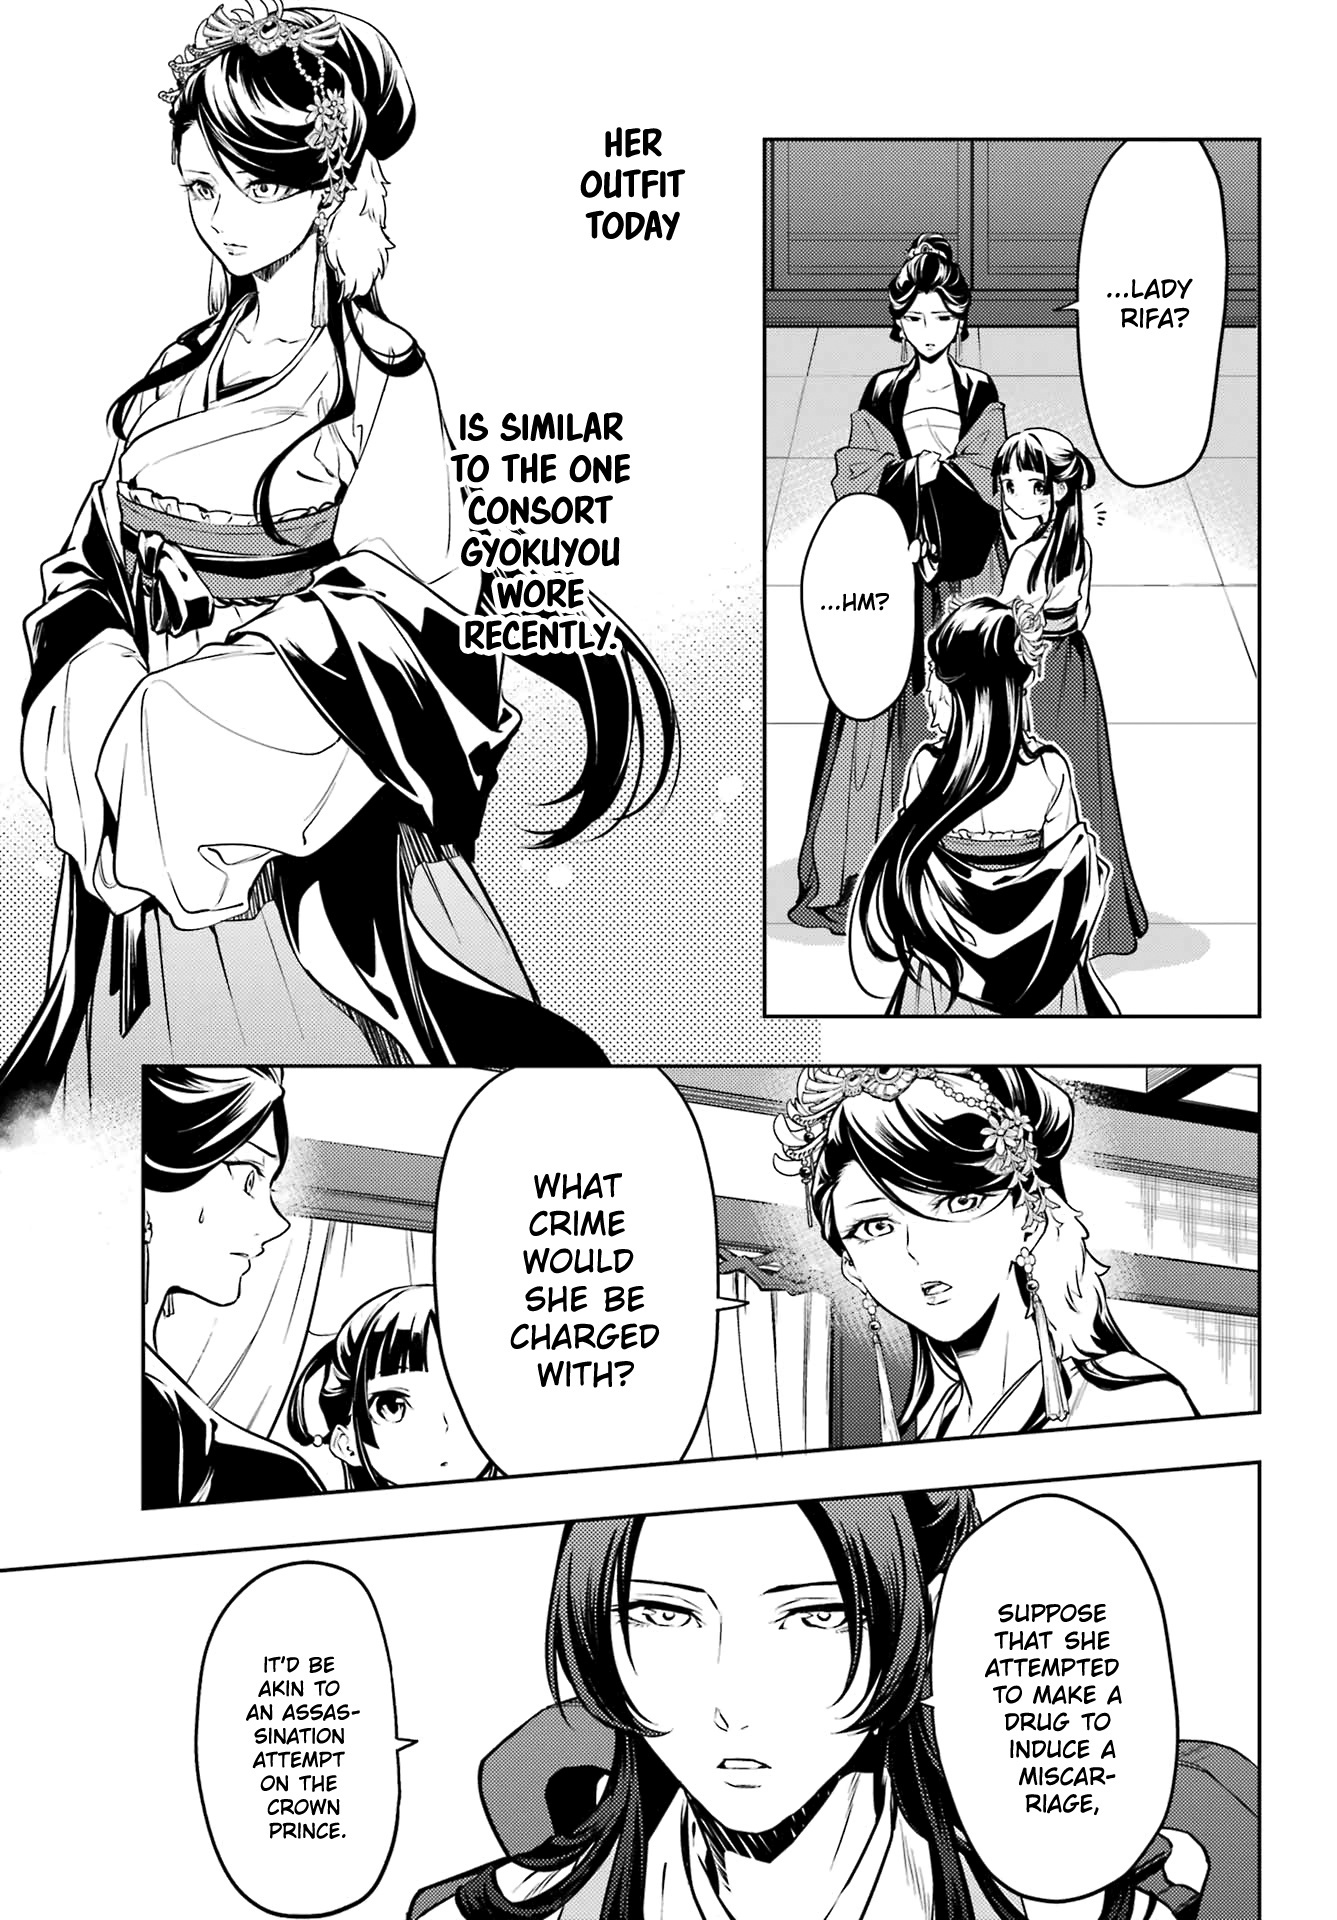 ...LADY
RIFA?
...HM?
HER
OUTFIT
TODAY
IS SIMILAR
TO THE ONE
CONSORT
GYOKUYOU
WORE
RECENTLY.
WHAT
CRIME
WOULD
SHE BE
CHARGED
WITH?
SUPPOSE
THAT SHE
ATTEMPTED
TO MAKE A
DRUG TO
INDUCE A
MISCAR-
RIAGE,
IT'D BE
AKIN TO
AN ASSAS-
SINATION
ATTEMPT
ON THE
CROWN
PRINCE.